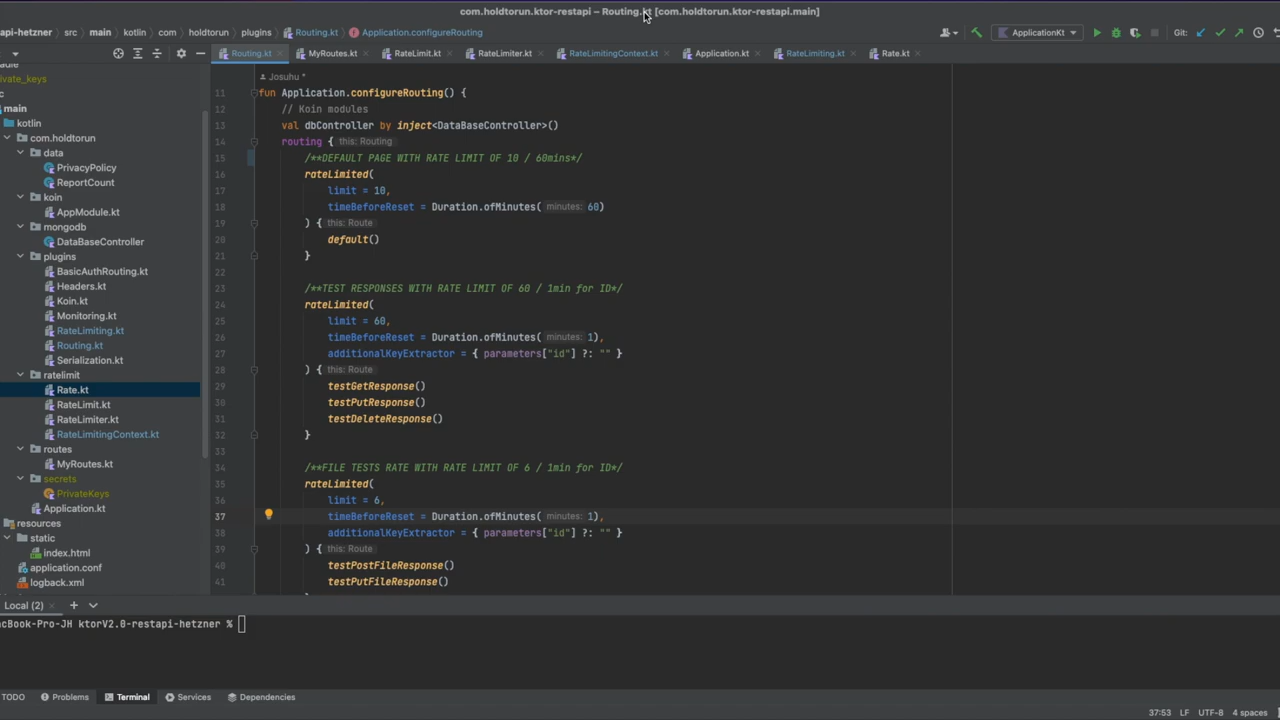 com.holdtorun.ktor-restapi – Routing.kt [com.holdtorun.ktor-restapi.main]
api-hetzner src main kotlin com holdtorun plugins Routing.kt Application.configureRouting ApplicationKt Git:
Routing.kt MyRoutes.kt RateLimit.kt RateLimiter.kt RateLimitingContext.kt Application.kt RateLimiting.kt Rate.kt
adle
ivate_keys
c
main
kotlin
com.holdtorun
data
PrivacyPolicy
ReportCount
koin
AppModule.kt
mongodb
DataBaseController
plugins
BasicAuthRouting.kt
Headers.kt
Koin.kt
Monitoring.kt
RateLimiting.kt
Routing.kt
Serialization.kt
ratelimit
Rate.kt
RateLimit.kt
RateLimiter.kt
RateLimitingContext.kt
routes
MyRoutes.kt
secrets
PrivateKeys
Application.kt
resources
static
index.html
application.conf
logback.xml
Josuhu *
11 fun Application.configureRouting() {
12 // Koin modules
13 val dbController by inject<DataBaseController>()
14 routing { this: Routing
15 /**DEFAULT PAGE WITH RATE LIMIT OF 10 / 60mins*/
16 rateLimited(
17 limit = 10,
18 timeBeforeReset = Duration.ofMinutes( minutes: 60)
19 ) { this: Route
20 default()
21 }
22
23 /**TEST RESPONSES WITH RATE LIMIT OF 60 / 1min for ID*/
24 rateLimited(
25 limit = 60,
26 timeBeforeReset = Duration.ofMinutes( minutes: 1),
27 additionalKeyExtractor = { parameters["id"] ?: "" }
28 ) { this: Route
29 testGetResponse()
30 testPutResponse()
31 testDeleteResponse()
32 }
33
34 /**FILE TESTS RATE WITH RATE LIMIT OF 6 / 1min for ID*/
35 rateLimited(
36 limit = 6,
37 timeBeforeReset = Duration.ofMinutes( minutes: 1),
38 additionalKeyExtractor = { parameters["id"] ?: "" }
39 ) { this: Route
40 testPostFileResponse()
41 testPutFileResponse()
Local (2)
acBook-Pro-JH ktorV2.0-restapi-hetzner %
TODO Problems Terminal Services Dependencies
37:53 LF UTF-8 4 spaces